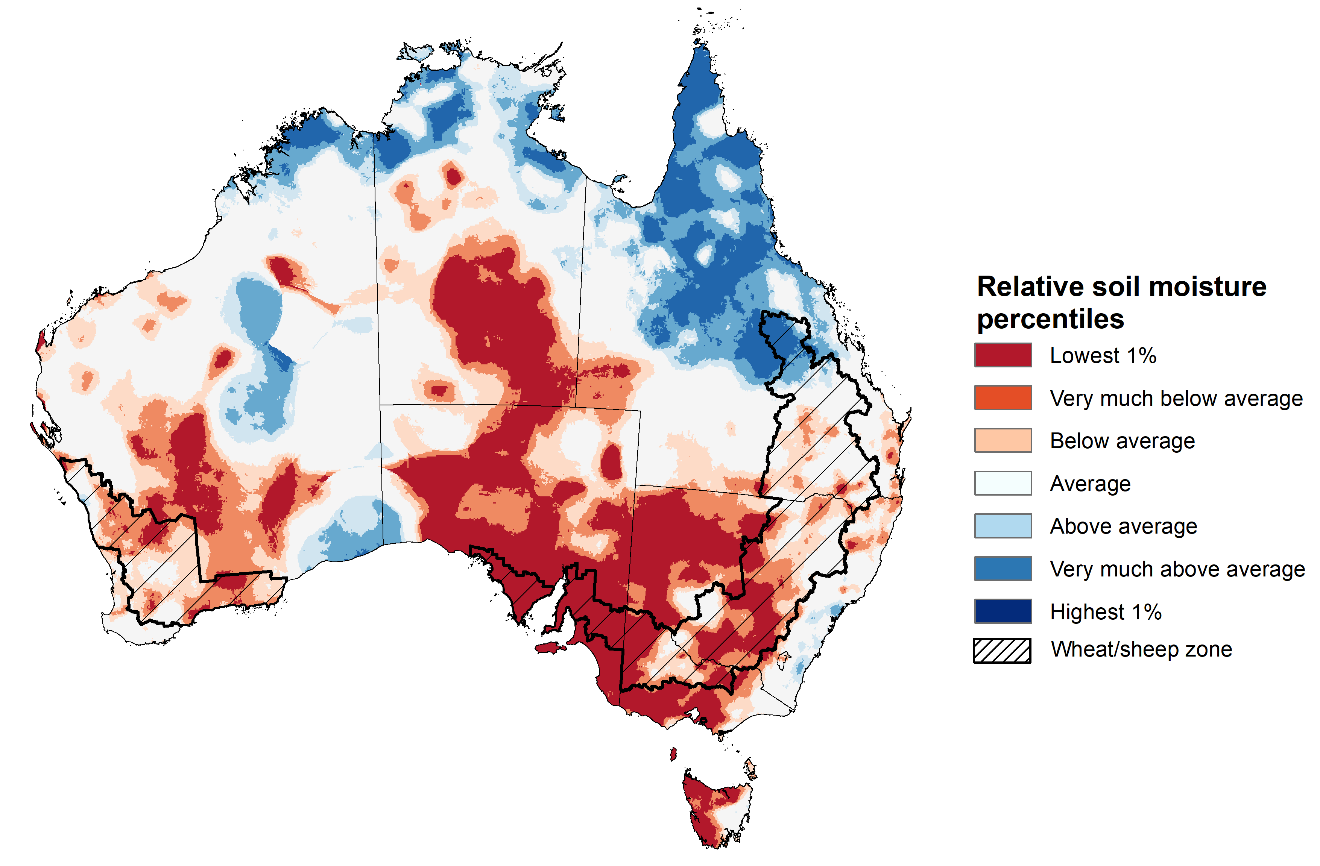 Relative soil moisture
percentiles
Lowest 1%
Very much below average
Below average
Average
Above average
Very much above average
Highest 1%
Wheat/sheep zone